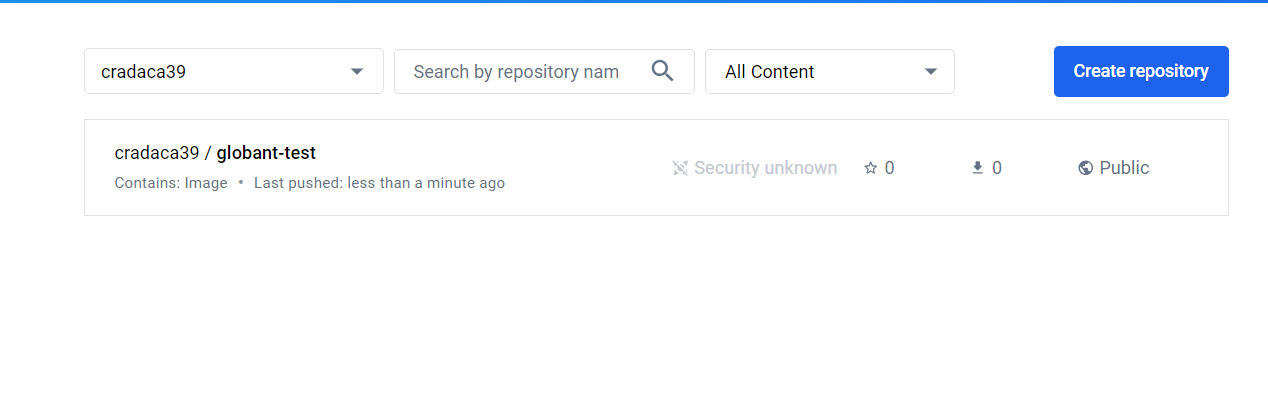 cradaca39
Search by repository nam
All Content
Create repository
cradaca39 / globant-test
Contains: Image • Last pushed: less than a minute ago
Security unknown
0
0
Public